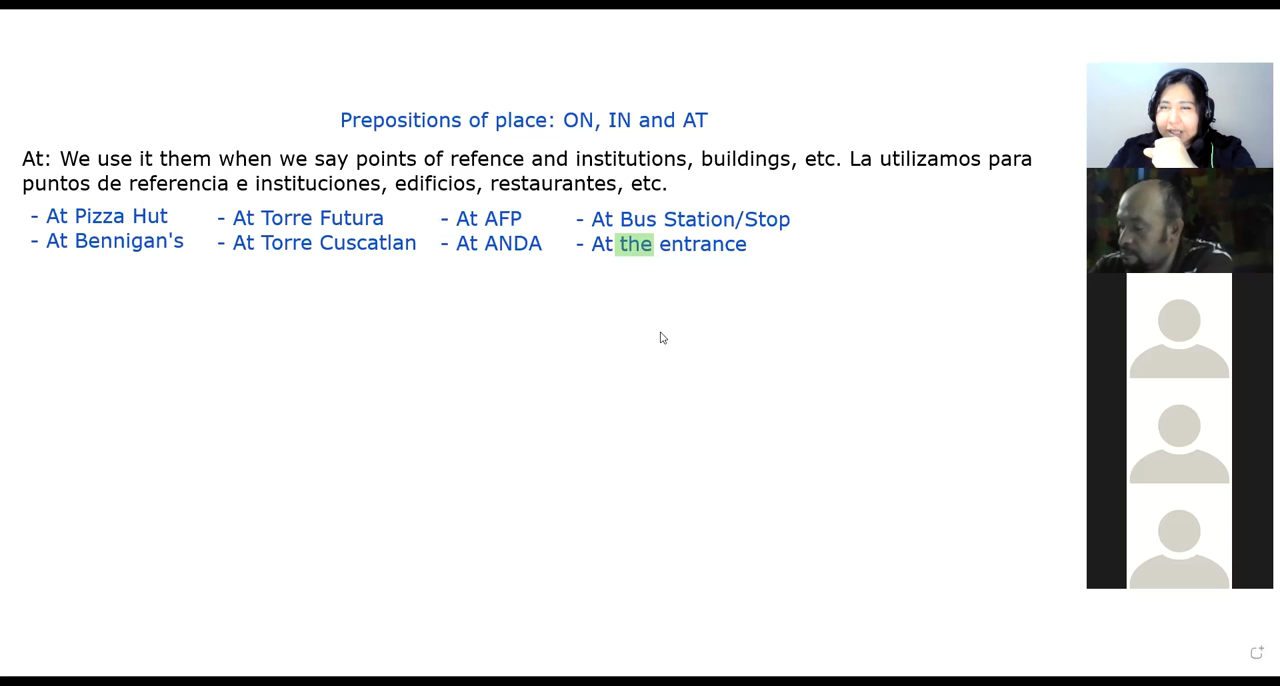 Prepositions of place: ON, IN and AT
At: We use it them when we say points of refence and institutions, buildings, etc. La utilizamos para
puntos de referencia e instituciones, edificios, restaurantes, etc.
- At Pizza Hut - At Torre Futura - At AFP - At Bus Station/Stop
- At Bennigan's - At Torre Cuscatlan - At ANDA - At the entrance